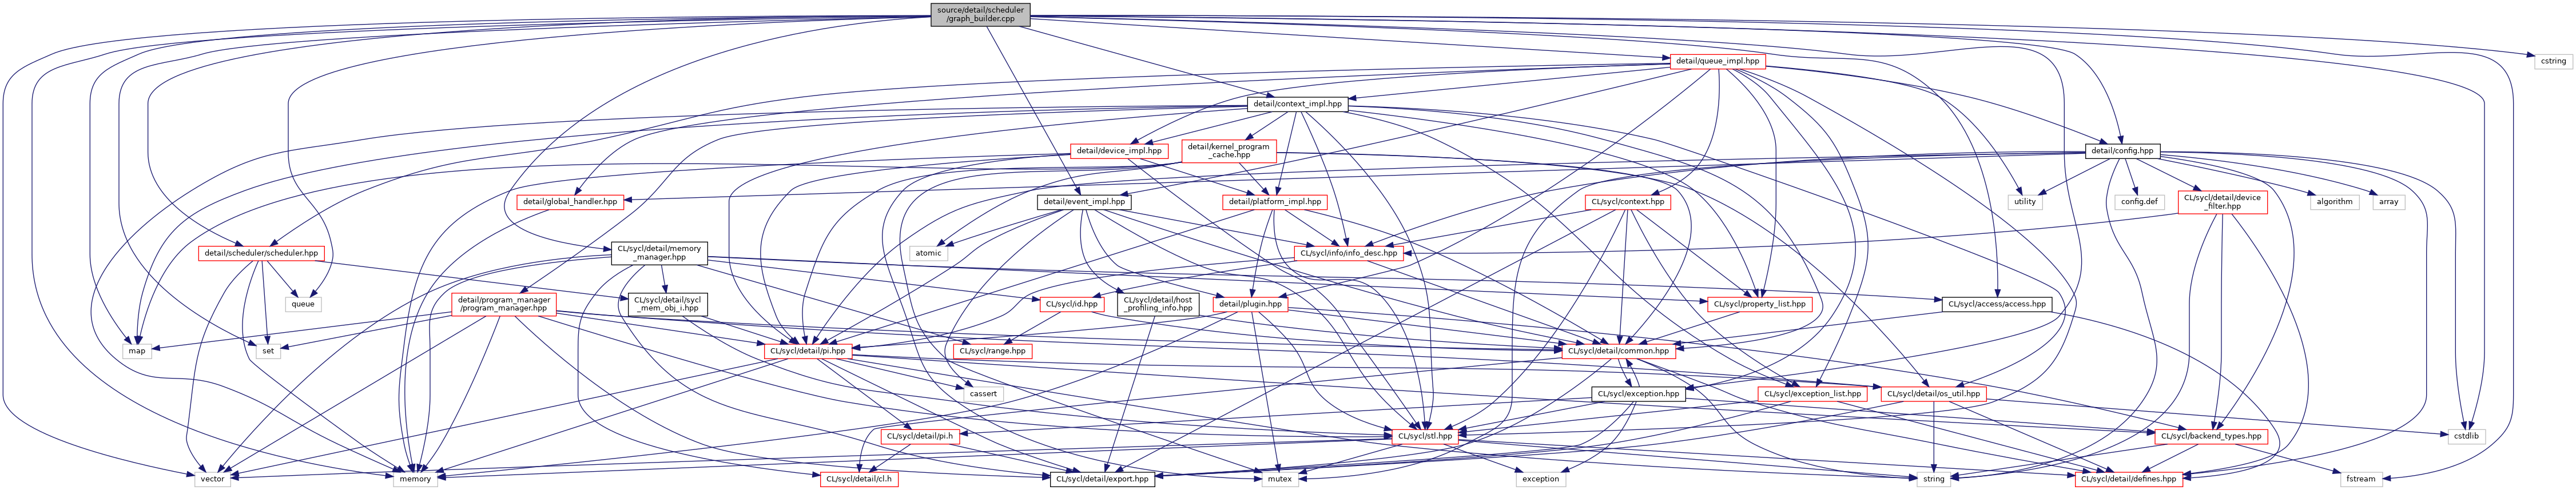 source/detail/scheduler
/graph_builder.cpp
detail/queue_impl.hpp
cstring
detail/context_impl.hpp
detail/device_impl.hpp
detail/kernel_program
_cache.hpp
detail/config.hpp
detail/global_handler.hpp
detail/event_impl.hpp
detail/platform_impl.hpp
CL/sycl/context.hpp
utility
config.def
CL/sycl/detail/device
_filter.hpp
algorithm
array
detail/scheduler/scheduler.hpp
CL/sycl/detail/memory
_manager.hpp
atomic
CL/sycl/info/info_desc.hpp
queue
detail/program_manager
/program_manager.hpp
CL/sycl/detail/sycl
_mem_obj_i.hpp
CL/sycl/id.hpp
CL/sycl/detail/host
_profiling_info.hpp
detail/plugin.hpp
CL/sycl/property_list.hpp
CL/sycl/access/access.hpp
map
set
CL/sycl/detail/pi.hpp
CL/sycl/range.hpp
CL/sycl/detail/common.hpp
cassert
CL/sycl/exception.hpp
CL/sycl/exception_list.hpp
CL/sycl/detail/os_util.hpp
CL/sycl/detail/pi.h
CL/sycl/stl.hpp
CL/sycl/backend_types.hpp
cstdlib
vector
memory
CL/sycl/detail/cl.h
CL/sycl/detail/export.hpp
mutex
exception
string
CL/sycl/detail/defines.hpp
fstream